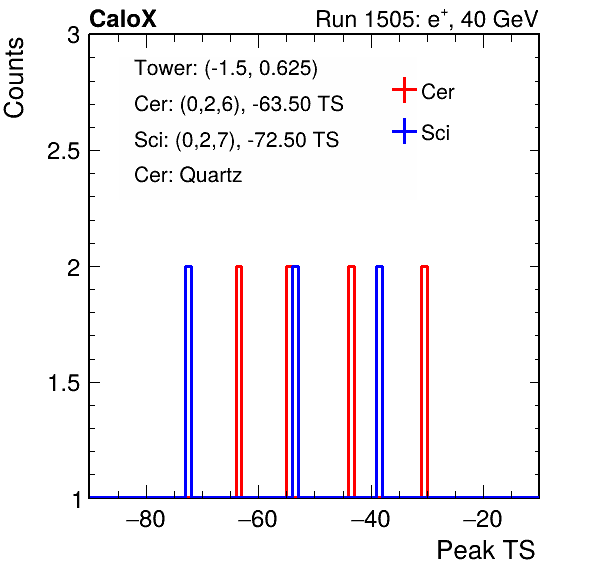 CaloX Run 1505: e⁺, 40 GeV
Counts
3
2.5
2
1.5
1
Tower: (-1.5, 0.625)
Cer: (0,2,6), -63.50 TS
Sci: (0,2,7), -72.50 TS
Cer: Quartz
Cer
Sci
−80 −60 −40 −20
Peak TS